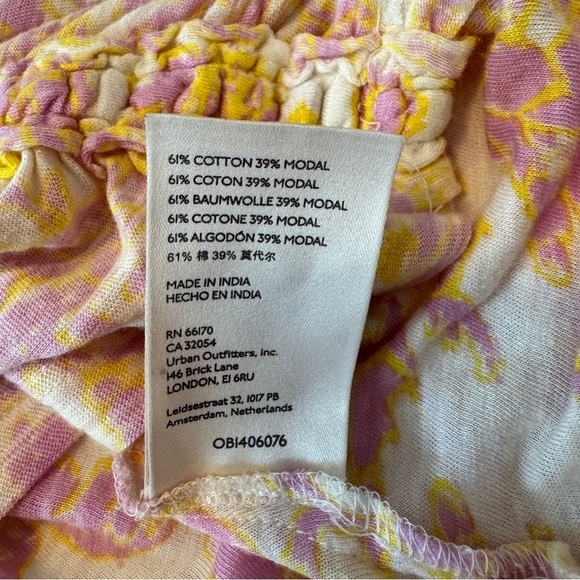 61% COTTON 39% MODAL
61% COTON 39% MODAL
61% BAUMWOLLE 39% MODAL
61% COTONE 39% MODAL
61% ALGODÓN 39% MODAL
61% 棉 39% 莫代尔
MADE IN INDIA
HECHO EN INDIA
RN 66170
CA 32054
Urban Outfitters, Inc.
146 Brick Lane
LONDON, E1 6RU
Leidsestraat 32, 1017 PB
Amsterdam, Netherlands
OB1406076